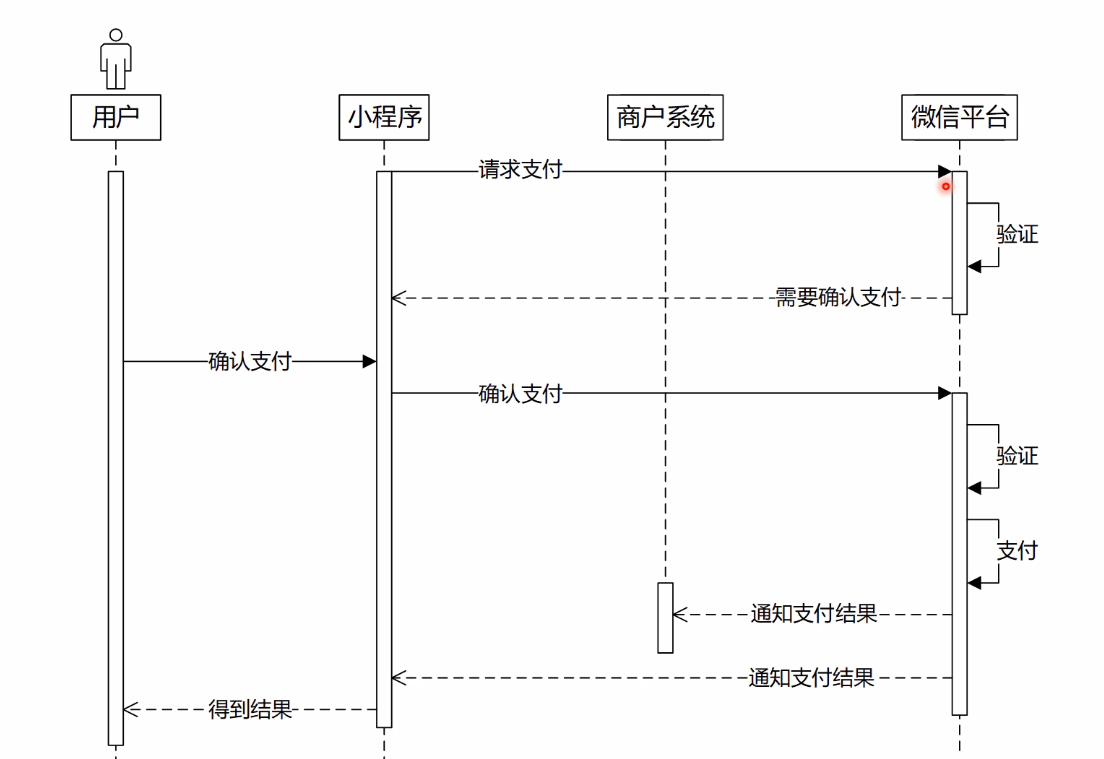 用户
小程序
商户系统
微信平台
请求支付
验证
需要确认支付
确认支付
确认支付
验证
支付
通知支付结果
通知支付结果
得到结果